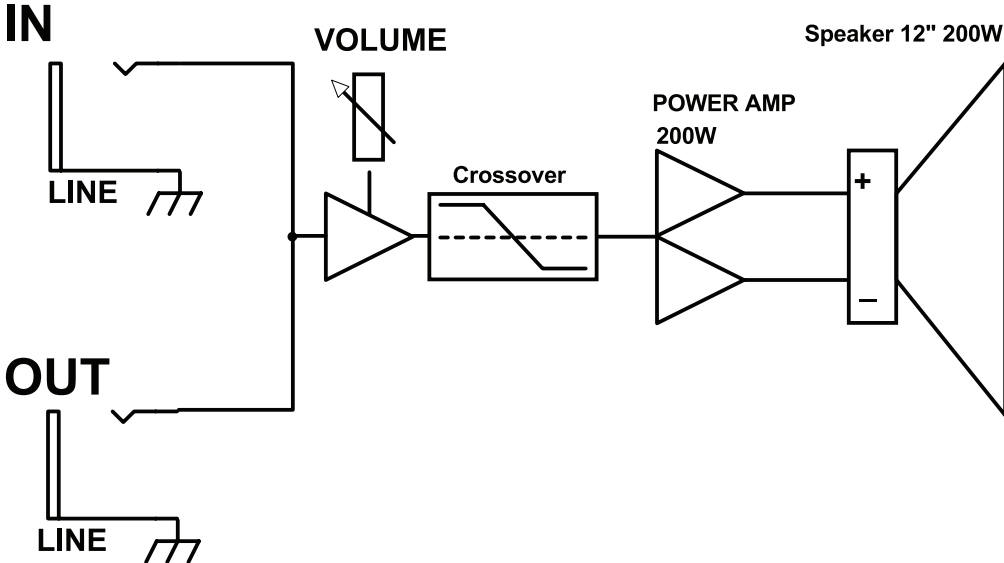 IN
VOLUME
Speaker 12" 200W
POWER AMP
200W
Crossover
LINE
+
–
OUT
LINE